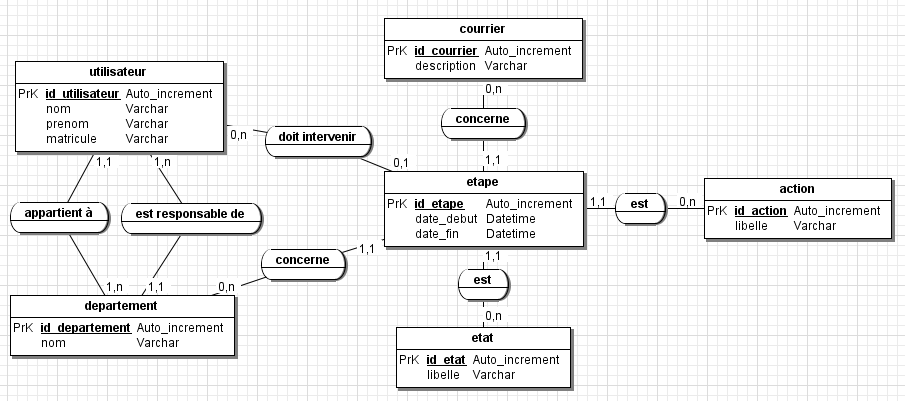 courrier
PrK id_courrier Auto_increment
description Varchar
0,n
concerne
1,1
utilisateur
PrK id_utilisateur Auto_increment
nom Varchar
prenom Varchar
matricule Varchar
0,n
doit intervenir
0,1
1,1
1,n
appartient à
est responsable de
1,n
1,1
etape
PrK id_etape Auto_increment
date_debut Datetime
date_fin Datetime
1,1
est
0,n
action
PrK id_action Auto_increment
libelle Varchar
1,1
concerne
0,n
1,1
est
0,n
departement
PrK id_departement Auto_increment
nom Varchar
etat
PrK id_etat Auto_increment
libelle Varchar